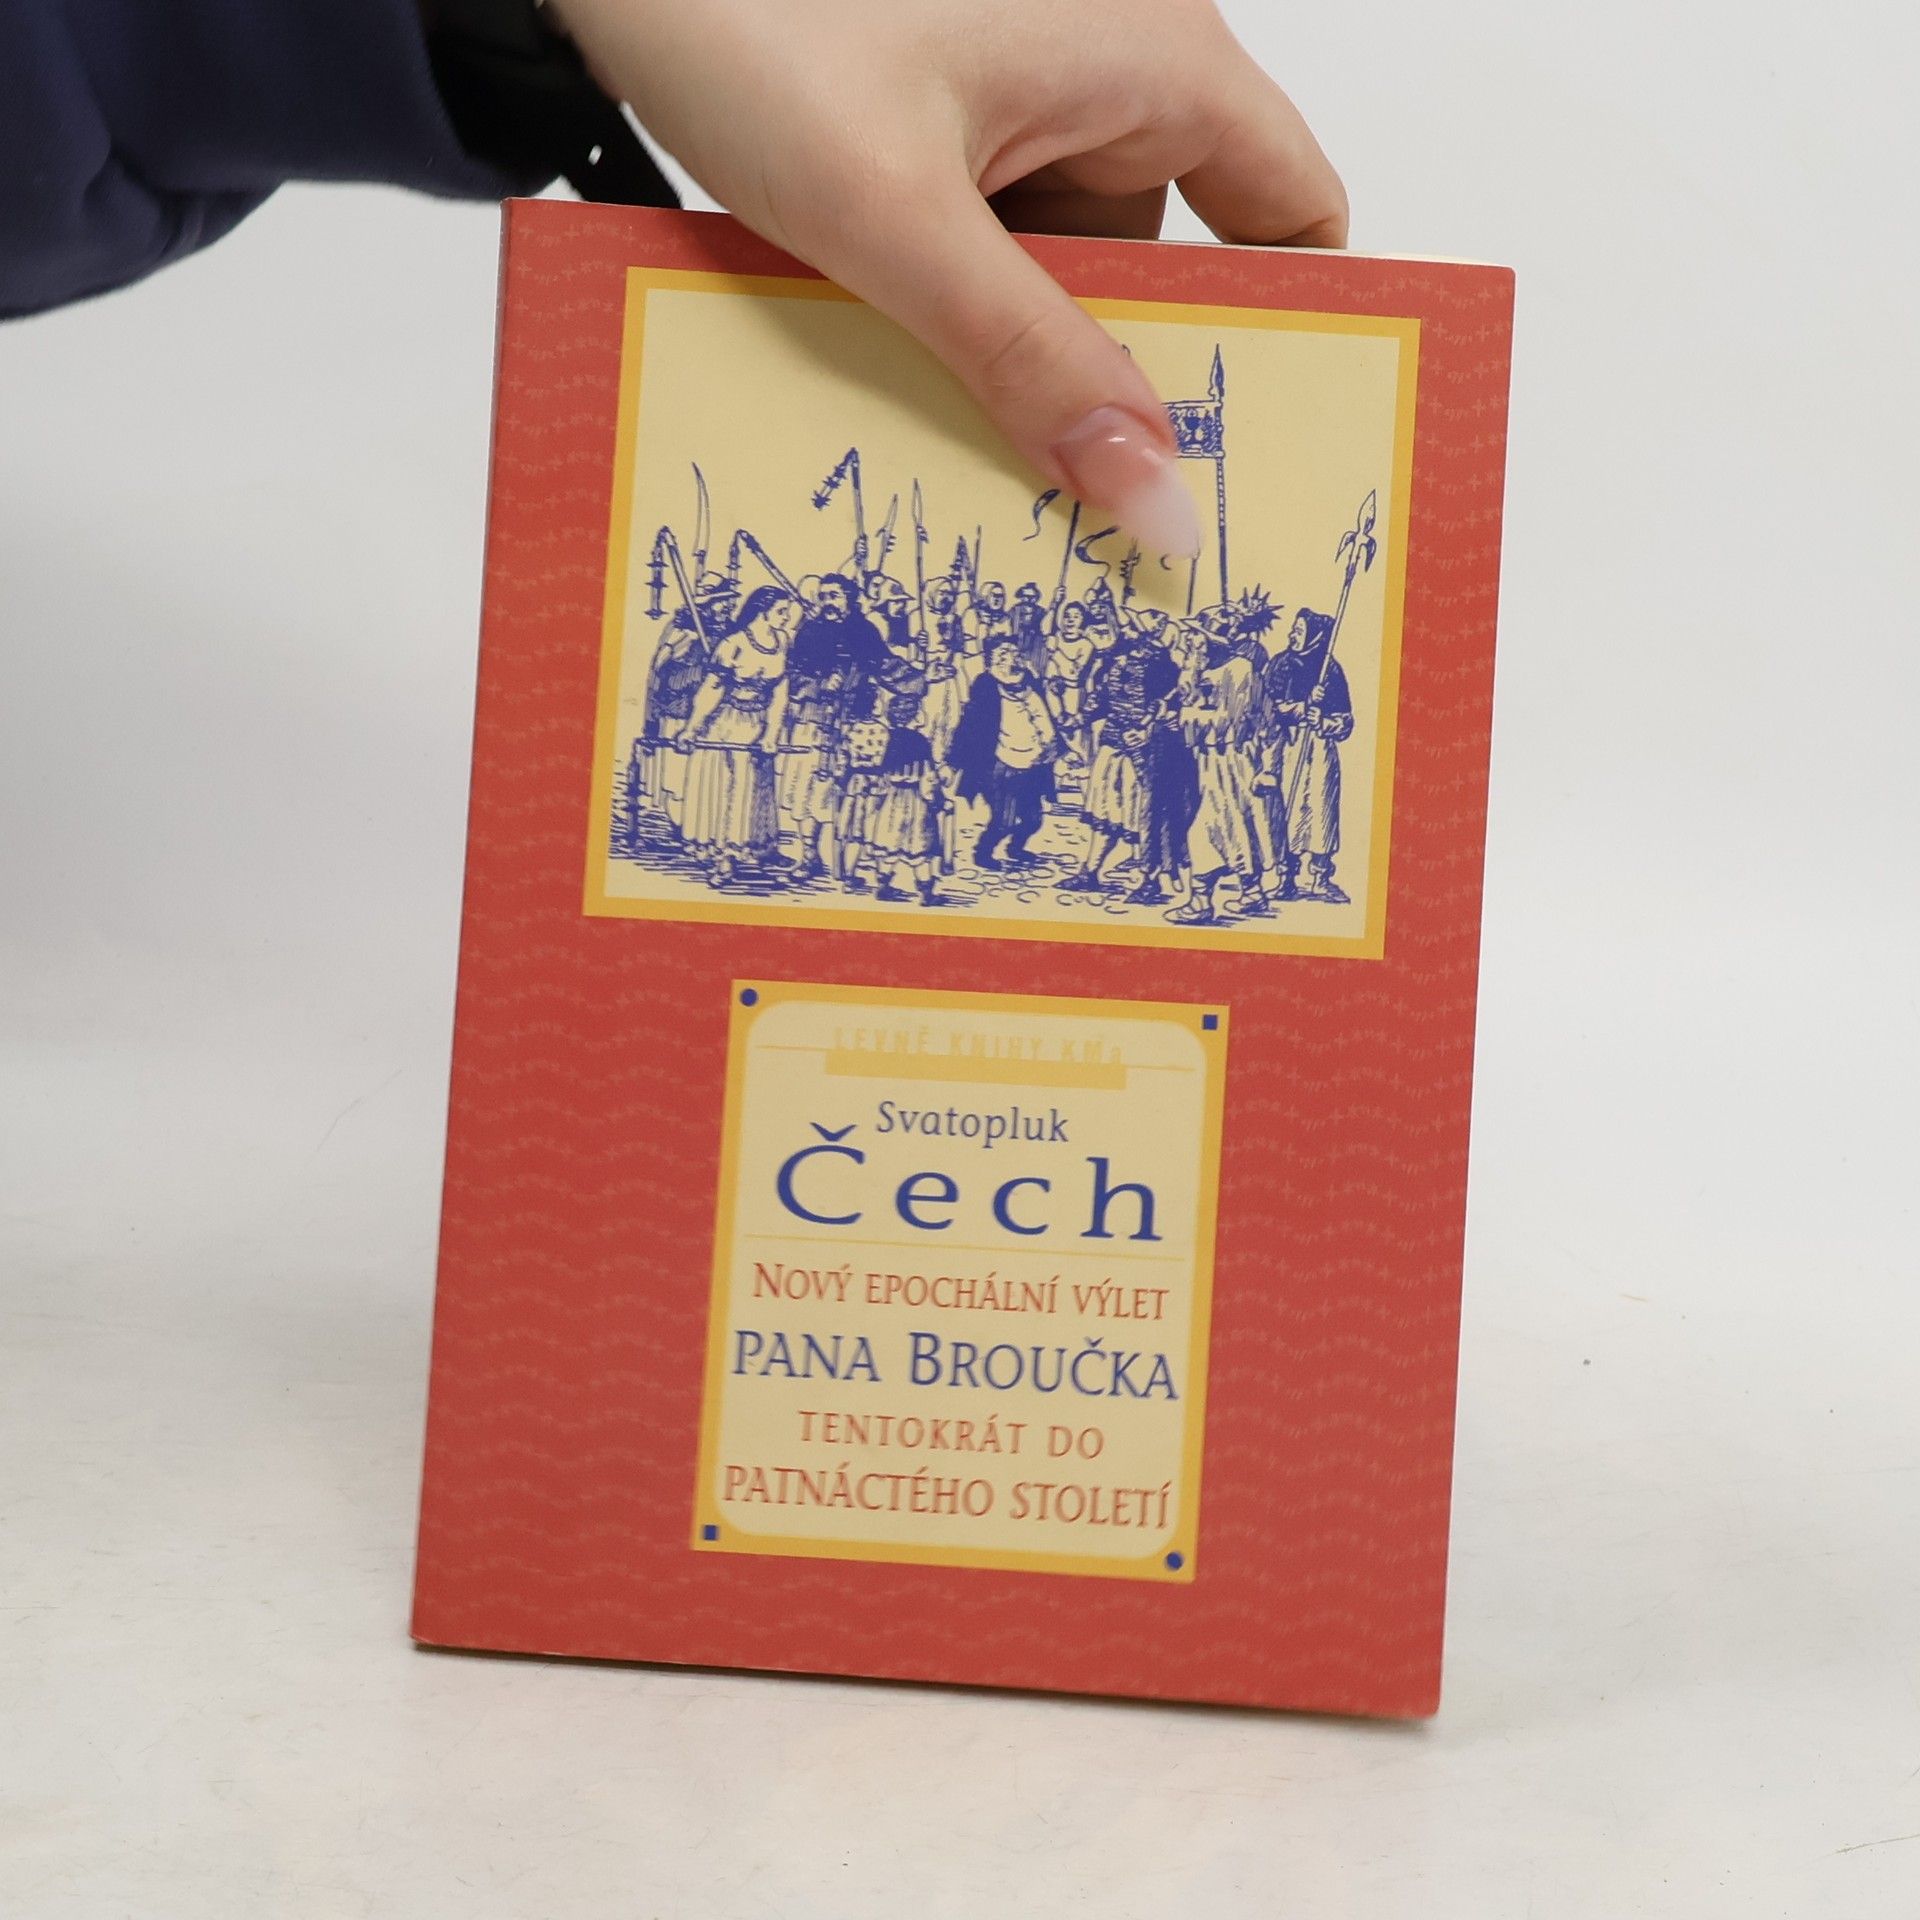 LEVNÉ KNIHY KMa
Svatopluk
Čech
NOVÝ EPOCHÁLNÍ VÝLET
PANA BROUČKA
TENTOKRÁT DO
PATNÁCTÉHO STOLETÍ